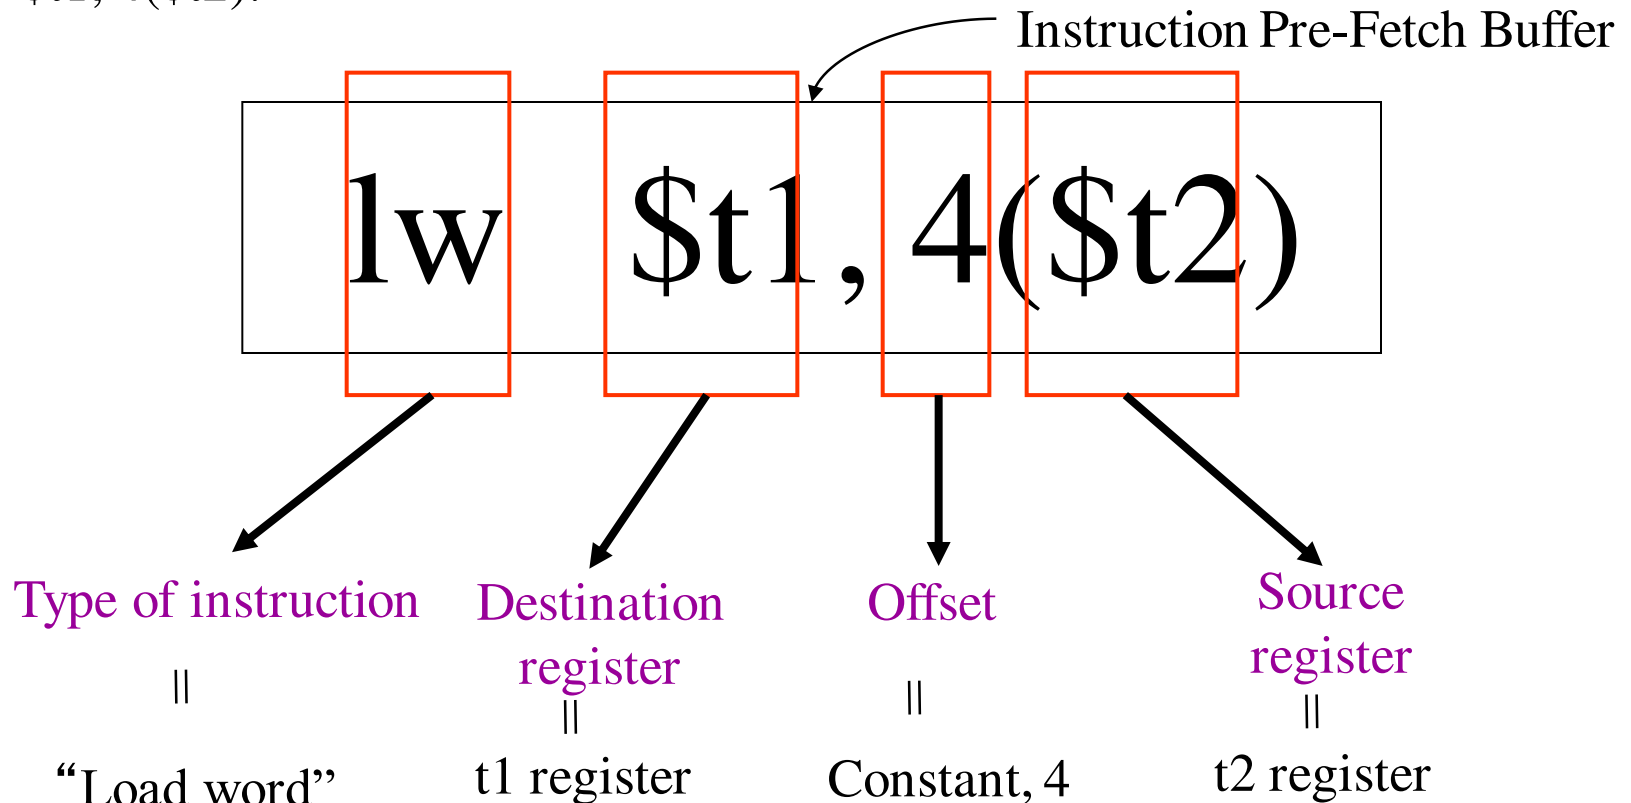 Instruction Pre-Fetch Buffer
lw $t1, 4($t2)
Type of instruction
Destination
register
Offset
Source
register
=
=
=
=
“Load word”
t1 register
Constant, 4
t2 register